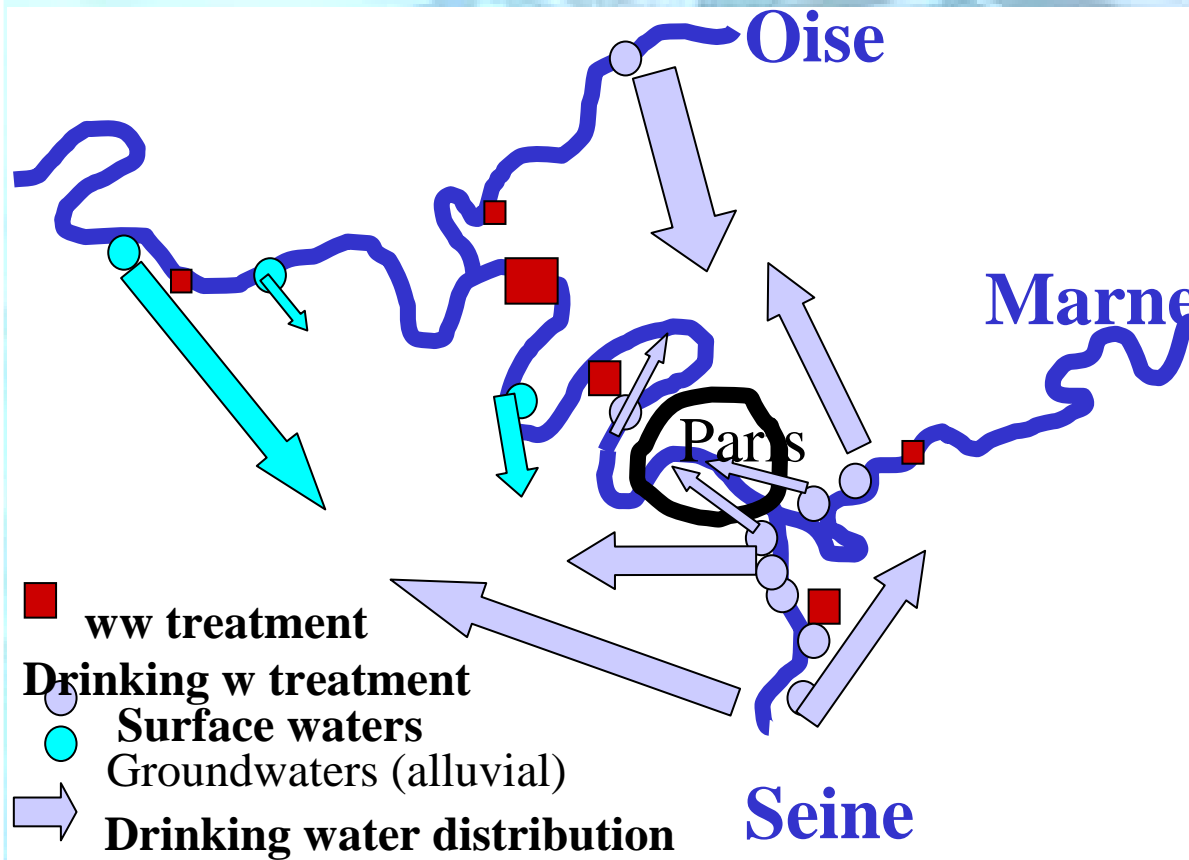 Oise
Marne
Paris
ww treatment
Drinking w treatment
Surface waters
Groundwaters (alluvial)
Drinking water distribution
Seine